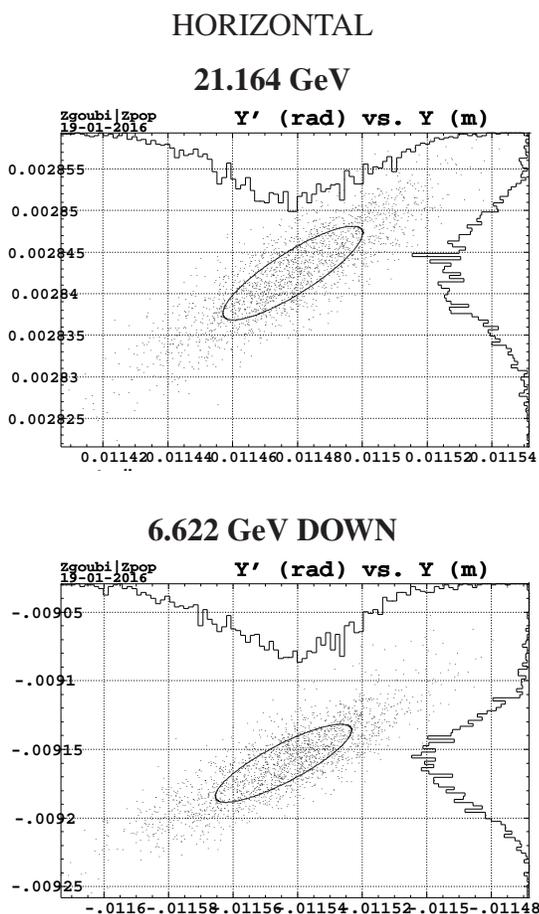 HORIZONTAL
21.164 GeV
Zgoubi|Zpop
19-01-2016
Y' (rad) vs. Y (m)
0.002855
0.00285
0.002845
0.00284
0.002835
0.00283
0.002825
0.01142 0.01144 0.01146 0.01148 0.0115 0.01152 0.01154
6.622 GeV DOWN
Zgoubi|Zpop
19-01-2016
Y' (rad) vs. Y (m)
-.00905
-.0091
-.00915
-.0092
-.00925
-.0116 -.01158 -.01156 -.01154 -.01152 -.0115 -.01148